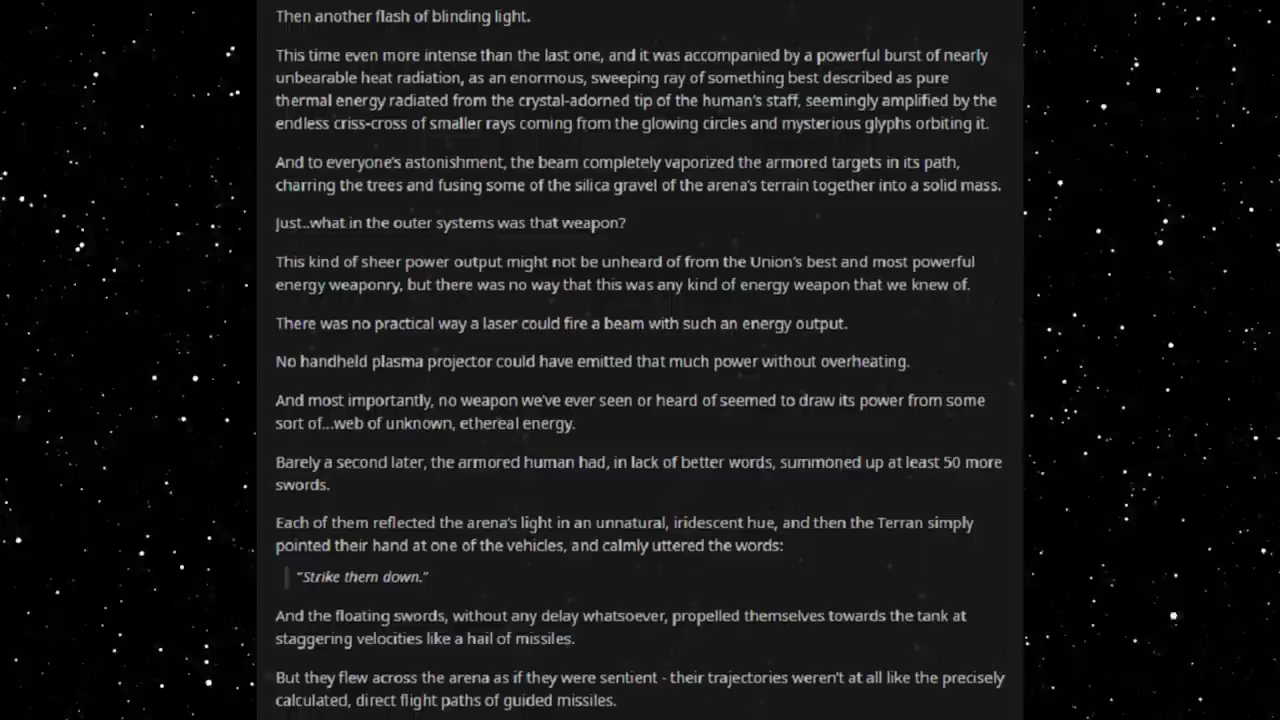 Then another flash of blinding light.
This time even more intense than the last one, and it was accompanied by a powerful burst of nearly
unbearable heat radiation, as an enormous, sweeping ray of something best described as pure
thermal energy radiated from the crystal-adorned tip of the human's staff, seemingly amplified by the
endless criss-cross of smaller rays coming from the glowing circles and mysterious glyphs orbiting it.
And to everyone's astonishment, the beam completely vaporized the armored targets in its path,
charring the trees and fusing some of the silica gravel of the arena's terrain together into a solid mass.
Just..what in the outer systems was that weapon?
This kind of sheer power output might not be unheard of from the Union's best and most powerful
energy weaponry, but there was no way that this was any kind of energy weapon that we knew of.
There was no practical way a laser could fire a beam with such an energy output.
No handheld plasma projector could have emitted that much power without overheating.
And most importantly, no weapon we've ever seen or heard of seemed to draw its power from some
sort of...web of unknown, ethereal energy.
Barely a second later, the armored human had, in lack of better words, summoned up at least 50 more
swords.
Each of them reflected the arena's light in an unnatural, iridescent hue, and then the Terran simply
pointed their hand at one of the vehicles, and calmly uttered the words:
"Strike them down."
And the floating swords, without any delay whatsoever, propelled themselves towards the tank at
staggering velocities like a hail of missiles.
But they flew across the arena as if they were sentient - their trajectories weren't at all like the precisely
calculated, direct flight paths of guided missiles.